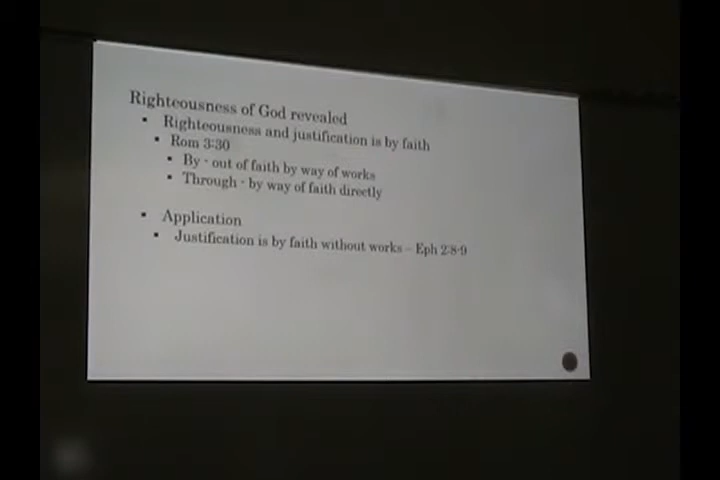 Righteousness of God revealed
▪ Righteousness and justification is by faith
▪ Rom 3:30
▪ By - out of faith by way of works
▪ Through - by way of faith directly
▪ Application
▪ Justification is by faith without works – Eph 2:8-9